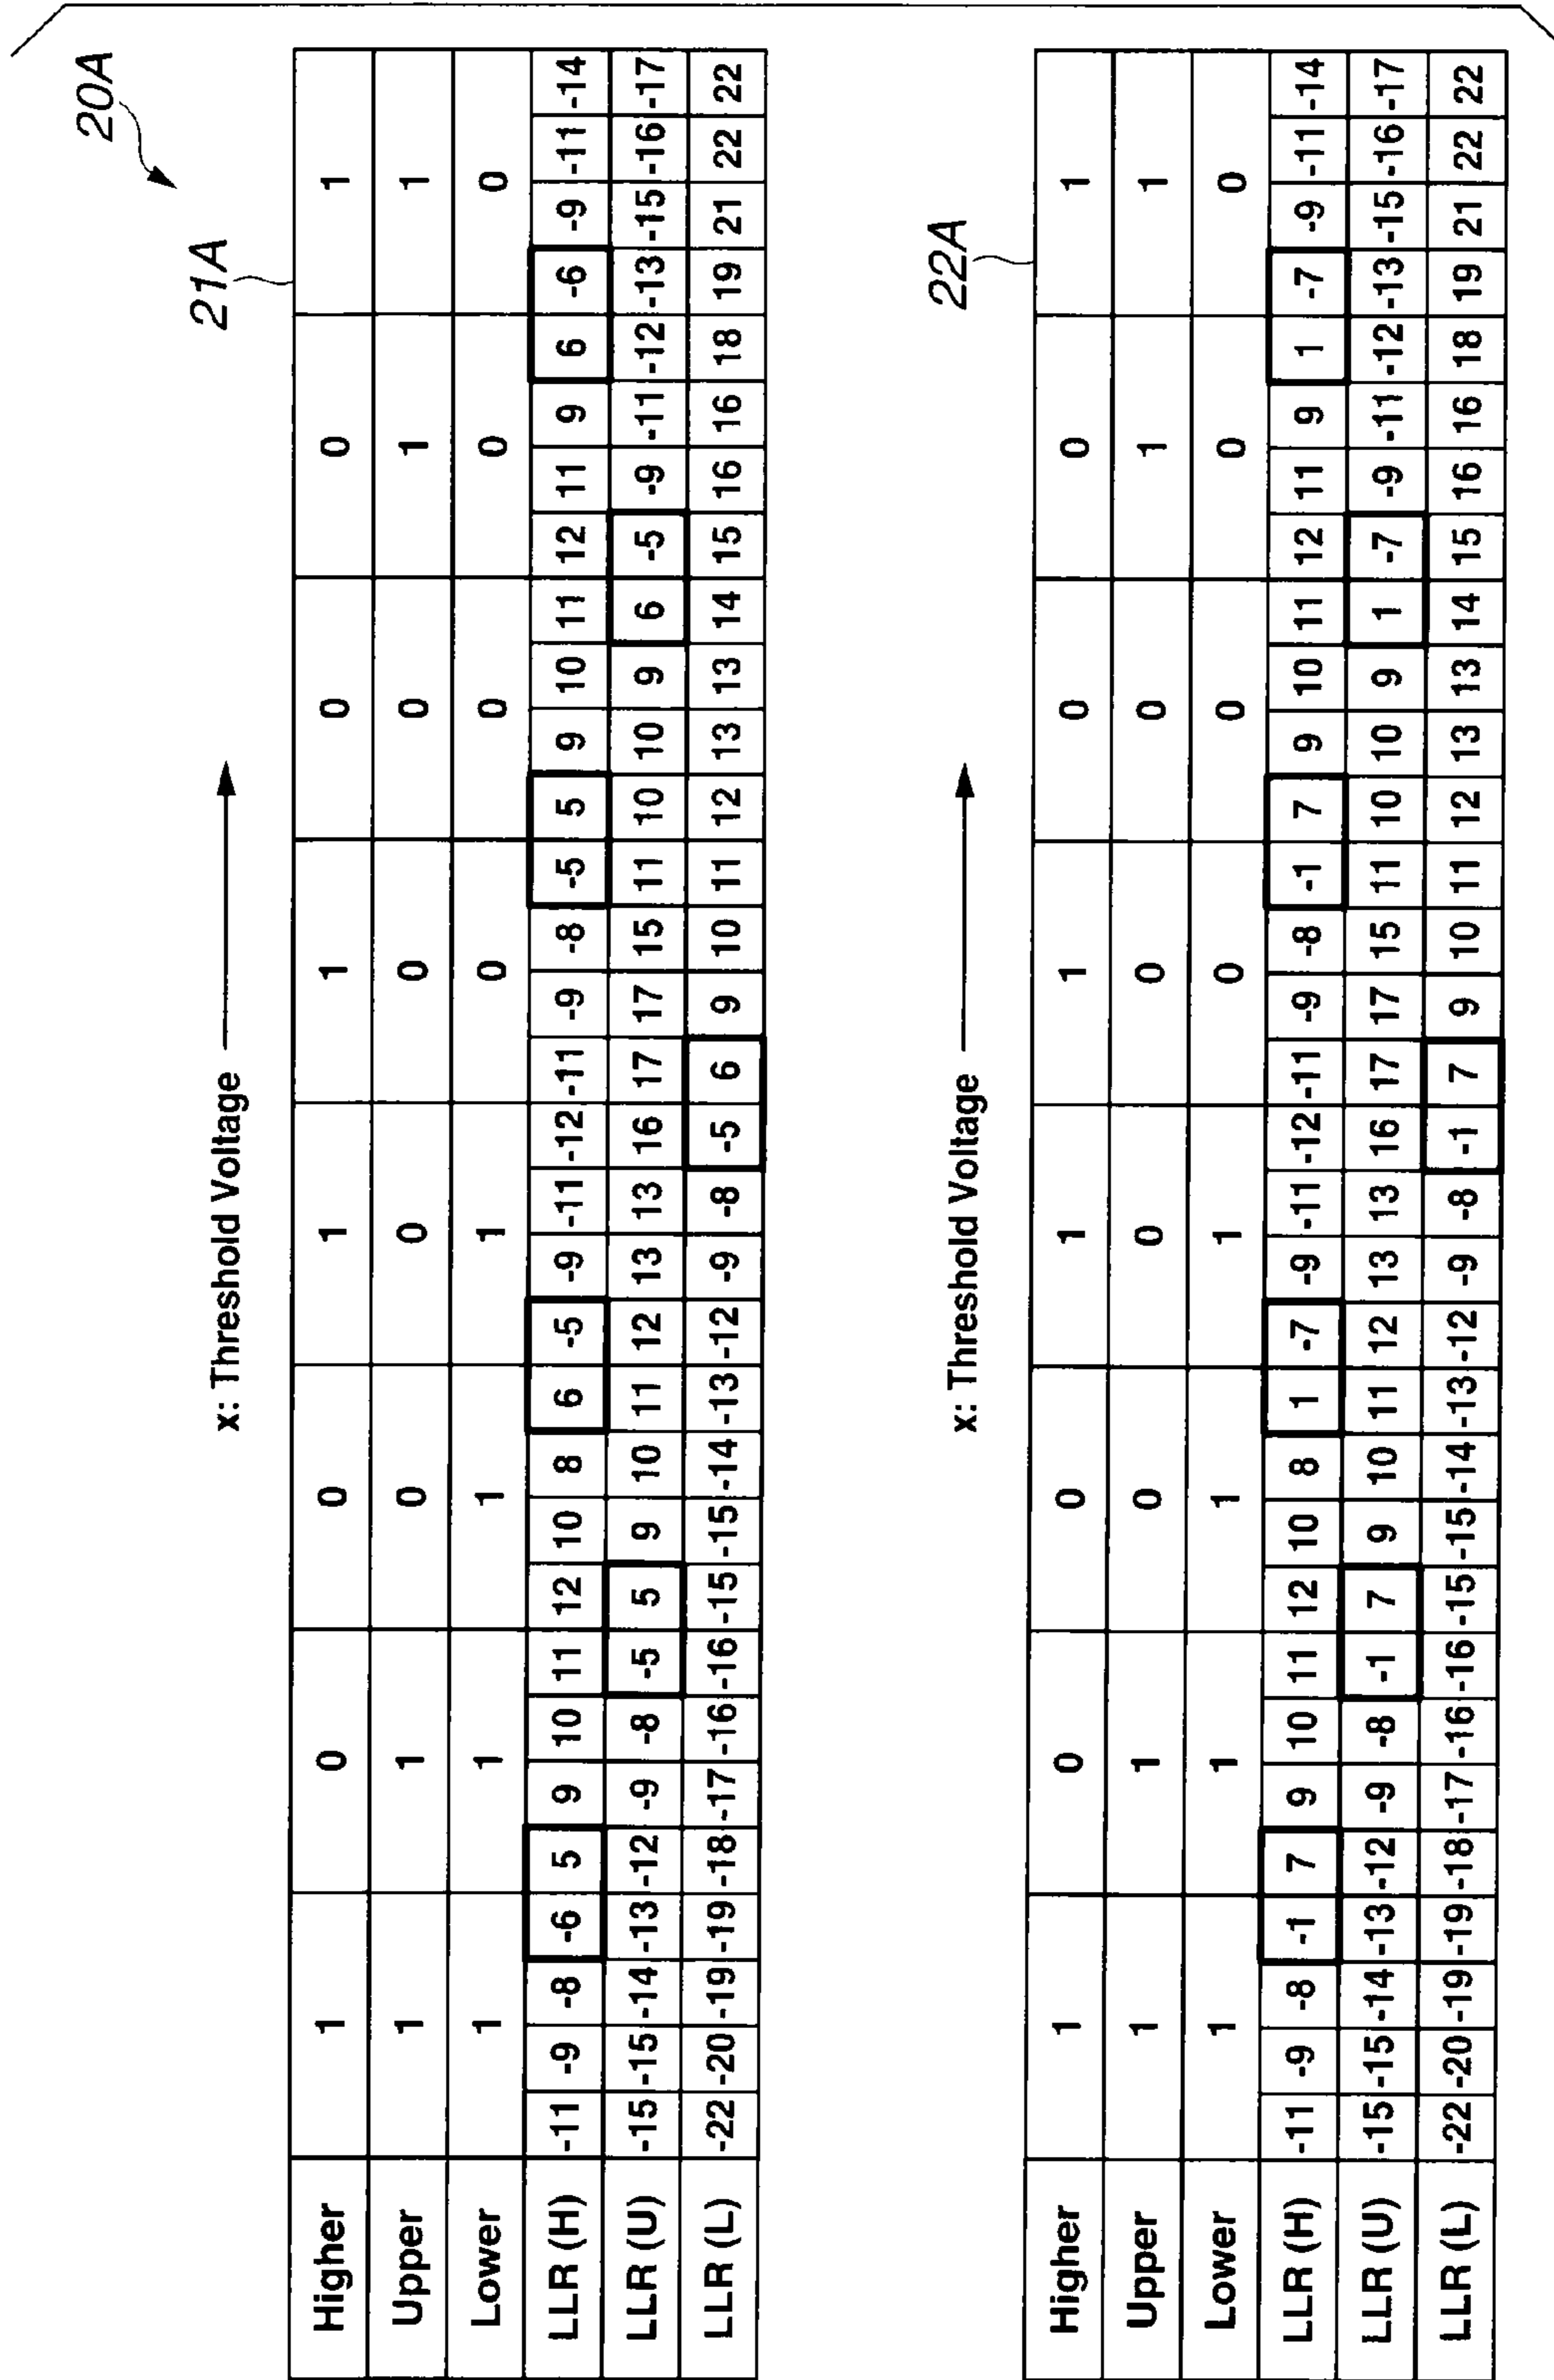 20A
x: Threshold Voltage
21A
Higher 1 0 0 1 1 0 0 1
Upper 1 1 0 0 0 0 1 1
Lower 1 1 1 1 0 0 0 0
LLR (H) -11 -9 -8 -6 5 9 10 11 12 10 8 6 -5 -9 -11 -12 -11 -9 -8 -5 5 9 10 11 12 11 9 6 -6 -9 -11 -14
LLR (U) -15 -15 -14 -13 -12 -9 -8 -5 5 9 10 11 12 13 13 16 17 17 15 11 10 10 9 6 -5 -9 -11 -12 -13 -15 -16 -17
LLR (L) -22 -20 -19 -19 -18 -17 -16 -16 -15 -15 -14 -13 -12 -9 -8 -5 6 9 10 11 12 13 13 14 15 16 16 18 19 21 22 22
x: Threshold Voltage
22A
Higher 1 0 0 1 1 0 0 1
Upper 1 1 0 0 0 0 1 1
Lower 1 1 1 1 0 0 0 0
LLR (H) -11 -9 -8 -1 7 9 10 11 12 10 8 1 -7 -9 -11 -12 -11 -9 -8 -1 7 9 10 11 12 11 9 1 -7 -9 -11 -14
LLR (U) -15 -15 -14 -13 -12 -9 -8 -1 7 9 10 11 12 13 13 16 17 17 15 11 10 10 9 1 -7 -9 -11 -12 -13 -15 -16 -17
LLR (L) -22 -20 -19 -19 -18 -17 -16 -16 -15 -15 -14 -13 -12 -9 -8 -1 7 9 10 11 12 13 13 14 15 16 16 18 19 21 22 22